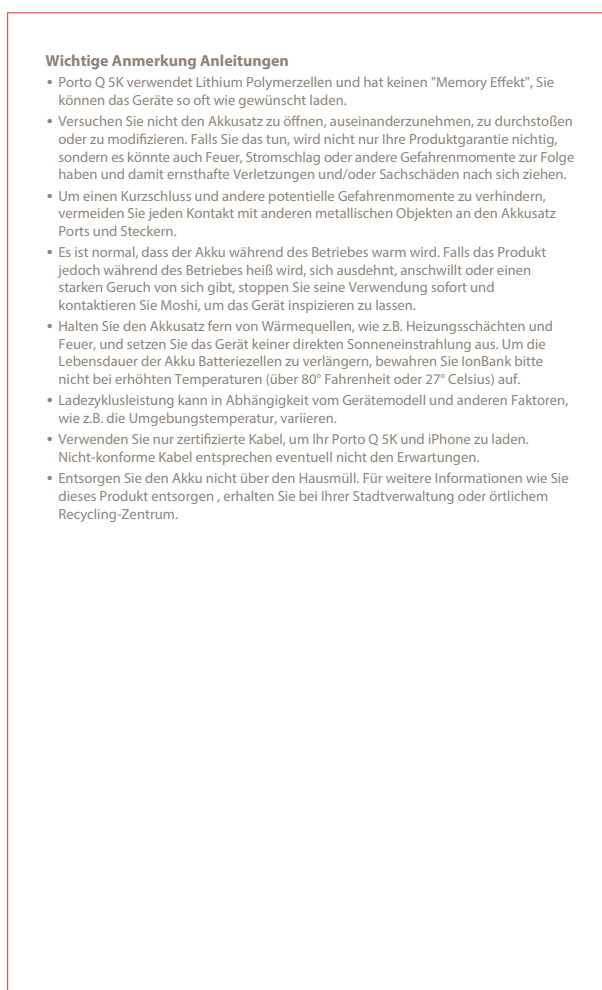 Wichtige Anmerkung Anleitungen
• Porto Q 5K verwendet Lithium Polymerzellen und hat keinen "Memory Effekt", Sie
können das Geräte so oft wie gewünscht laden.
• Versuchen Sie nicht den Akkusatz zu öffnen, auseinanderzunehmen, zu durchstoßen
oder zu modifizieren. Falls Sie das tun, wird nicht nur Ihre Produktgarantie nichtig,
sondern es könnte auch Feuer, Stromschlag oder andere Gefahrenmomente zur Folge
haben und damit ernsthafte Verletzungen und/oder Sachschäden nach sich ziehen.
• Um einen Kurzschluss und andere potentielle Gefahrenmomente zu verhindern,
vermeiden Sie jeden Kontakt mit anderen metallischen Objekten an den Akkusatz
Ports und Steckern.
• Es ist normal, dass der Akku während des Betriebes warm wird. Falls das Produkt
jedoch während des Betriebes heiß wird, sich ausdehnt, anschwillt oder einen
starken Geruch von sich gibt, stoppen Sie seine Verwendung sofort und
kontaktieren Sie Moshi, um das Gerät inspizieren zu lassen.
• Halten Sie den Akkusatz fern von Wärmequellen, wie z.B. Heizungsschächten und
Feuer, und setzen Sie das Gerät keiner direkten Sonneneinstrahlung aus. Um die
Lebensdauer der Akku Batteriezellen zu verlängern, bewahren Sie IonBank bitte
nicht bei erhöhten Temperaturen (über 80° Fahrenheit oder 27° Celsius) auf.
• Ladezyklusleistung kann in Abhängigkeit vom Gerätemodell und anderen Faktoren,
wie z.B. die Umgebungstemperatur, variieren.
• Verwenden Sie nur zertifizierte Kabel, um Ihr Porto Q 5K und iPhone zu laden.
Nicht-konforme Kabel entsprechen eventuell nicht den Erwartungen.
• Entsorgen Sie den Akku nicht über den Hausmüll. Für weitere Informationen wie Sie
dieses Produkt entsorgen , erhalten Sie bei Ihrer Stadtverwaltung oder örtlichem
Recycling-Zentrum.